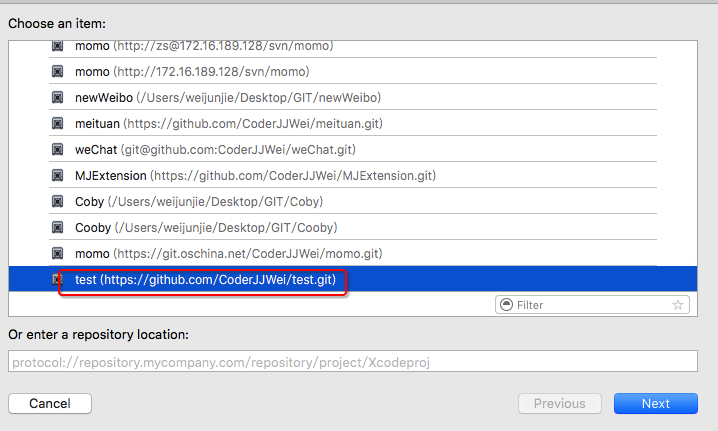 Choose an item:
momo (http://zs@172.16.189.128/svn/momo)
momo (http://172.16.189.128/svn/momo)
newWeibo (/Users/weijunjie/Desktop/GIT/newWeibo)
meituan (https://github.com/CoderJJWei/meituan.git)
weChat (git@github.com:CoderJJWei/weChat.git)
MJExtension (https://github.com/CoderJJWei/MJExtension.git)
Coby (/Users/weijunjie/Desktop/GIT/Coby)
Cooby (/Users/weijunjie/Desktop/GIT/Cooby)
momo (https://git.oschina.net/CoderJJWei/momo.git)
test (https://github.com/CoderJJWei/test.git)
Filter
Or enter a repository location:
protocol://repository.mycompany.com/repository/project/Xcodeproj
Cancel Previous Next